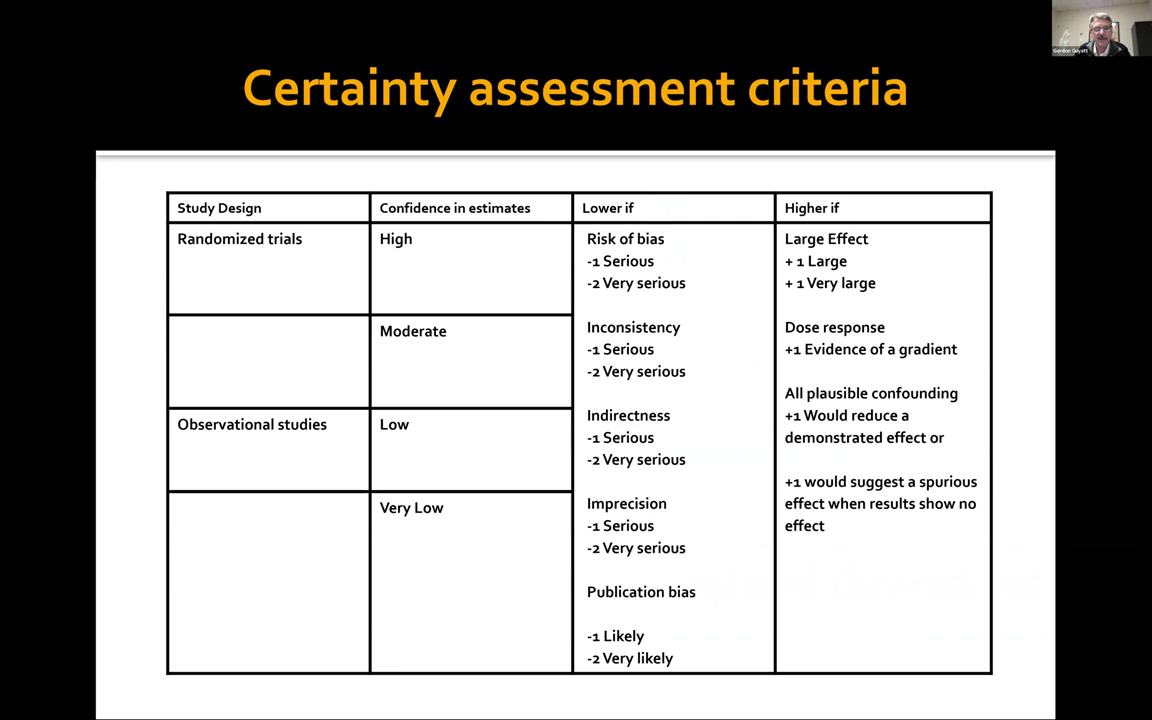 Gordon Guyatt
Certainty assessment criteria
Study Design
Confidence in estimates
Lower if
Higher if
Randomized trials
High
Moderate
Observational studies
Low
Very Low
Risk of bias
-1 Serious
-2 Very serious
Inconsistency
-1 Serious
-2 Very serious
Indirectness
-1 Serious
-2 Very serious
Imprecision
-1 Serious
-2 Very serious
Publication bias
-1 Likely
-2 Very likely
Large Effect
+ 1 Large
+ 1 Very large
Dose response
+1 Evidence of a gradient
All plausible confounding
+1 Would reduce a
demonstrated effect or
+1 would suggest a spurious
effect when results show no
effect